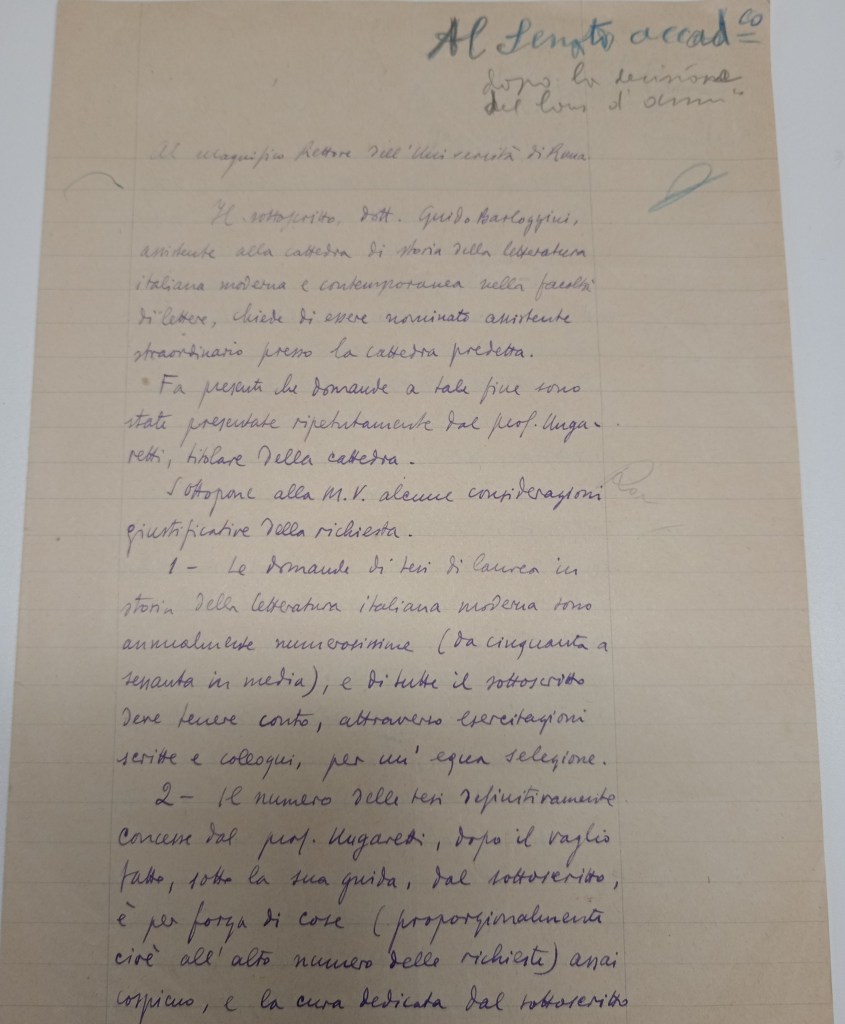 Al Senato accad.co
dopo la decisione
del Cons. d'Amm.
Al magnifico Rettore dell'Università di Roma.
Il sottoscritto, dott. Guido Barloggini,
assistente alla cattedra di storia della letteratura
italiana moderna e contemporanea nella facoltà
di lettere, chiede di essere nominato assistente
straordinario presso la cattedra predetta.
Fa presente che domande a tale fine sono
state presentate ripetutamente dal prof. Unga-
retti, titolare della cattedra.
Sottopone alla M.V. alcune considerazioni
giustificative della richiesta.
1 - Le domande di tesi di laurea in
storia della letteratura italiana moderna sono
annualmente numerosissime (da cinquanta a
sessanta in media), e di tutte il sottoscritto
deve tenere conto, attraverso esercitazioni
scritte e colloqui, per un'equa selezione.
2 - Il numero delle tesi definitivamente
concesse dal prof. Ungaretti, dopo il vaglio
fatto, sotto la sua guida, dal sottoscritto,
è per forza di cose (proporzionalmente
cioè all'alto numero delle richieste) assai
cospicuo, e la cura dedicata dal sottoscritto